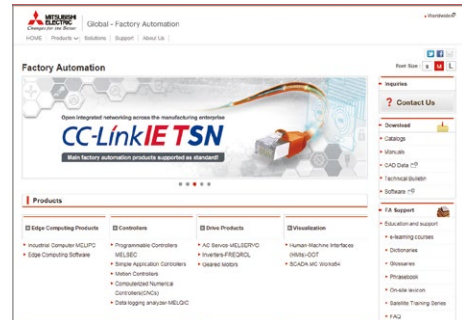 MITSUBISHI
ELECTRIC
Changes for the Better
Global - Factory Automation
Worldwide
HOME
Products
Solutions
Support
About Us
Font Size
S
M
L
Factory Automation
Open integrated networking across the manufacturing enterprise
CC-Link IE TSN
Main factory automation products supported as standard!
Products
Edge Computing Products
Industrial Computer-MELIPC
Edge Computing Software
Controllers
Programmable Controllers
MELSEC
Simple Application Controllers
Motion Controllers
Computerized Numerical
Controllers(CNCs)
Data logging analyzer-MELQIC
Drive Products
AC Servos-MELSERVO
Inverters-FREQROL
Geared Motors
Visualization
Human-Machine Interfaces
(HMIs)-GOT
SCADA MC Works64
Inquiries
? Contact Us
Download
Catalogs
Manuals
CAD Data
Technical Bulletin
Software
FA Support
Education and support
e-learning courses
Dictionaries
Glossaries
Phrasebook
On-site lexicon
Satellite Training Series
FAQ